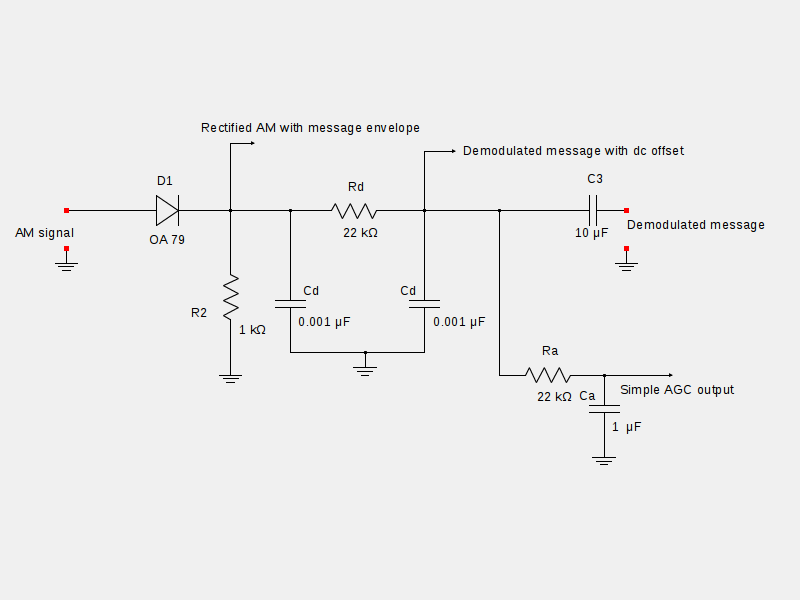 Rectified AM with message envelope
Demodulated message with dc offset
D1
Rd
C3
AM signal
OA 79
22 kΩ
10 µF
Demodulated message
Cd
Cd
R2
1 kΩ
0.001 µF
0.001 µF
Ra
22 kΩ
Ca
Simple AGC output
1 µF